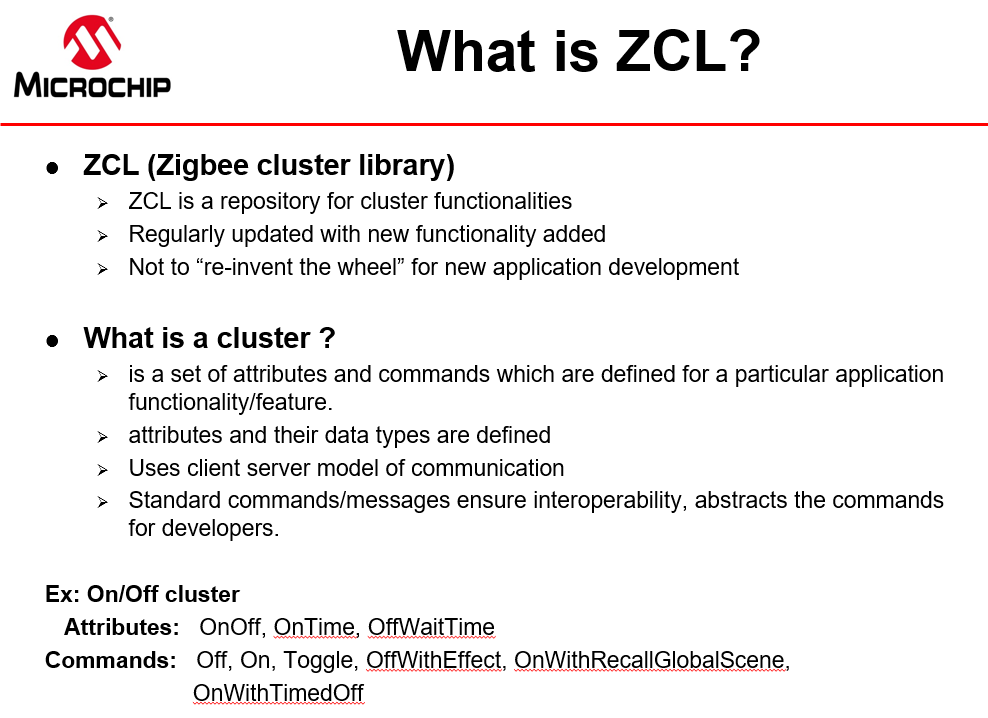 MICROCHIP
What is ZCL?
ZCL (Zigbee cluster library)
ZCL is a repository for cluster functionalities
Regularly updated with new functionality added
Not to “re-invent the wheel” for new application development
What is a cluster ?
is a set of attributes and commands which are defined for a particular application
functionality/feature.
attributes and their data types are defined
Uses client server model of communication
Standard commands/messages ensure interoperability, abstracts the commands
for developers.
Ex: On/Off cluster
Attributes: OnOff, OnTime, OffWaitTime
Commands: Off, On, Toggle, OffWithEffect, OnWithRecallGlobalScene,
OnWithTimedOff